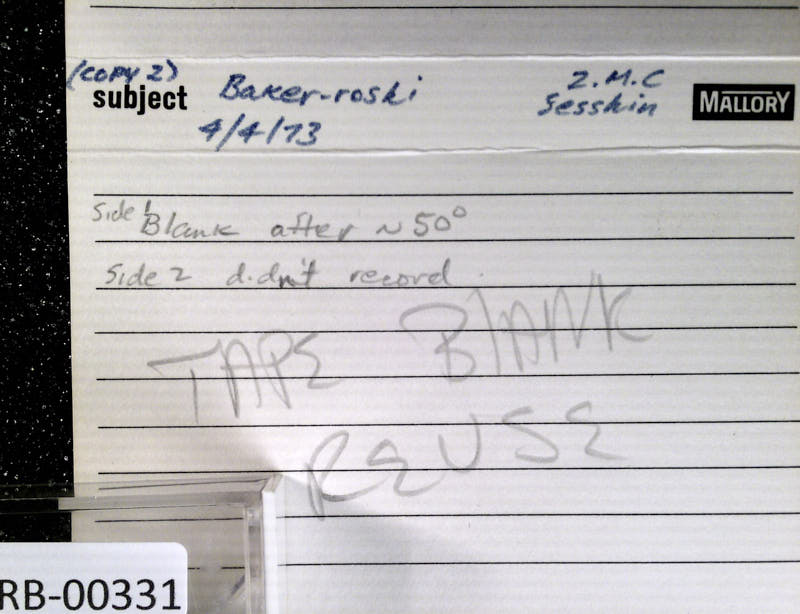 (COPY 2)
subject Baker-roshi Z.M.C
4/4/73 Sesshin
MALLORY
Side 1 Blank after ~ 50°
Side 2 didn't record.
TAPE BLANK
REUSE
RB-00331